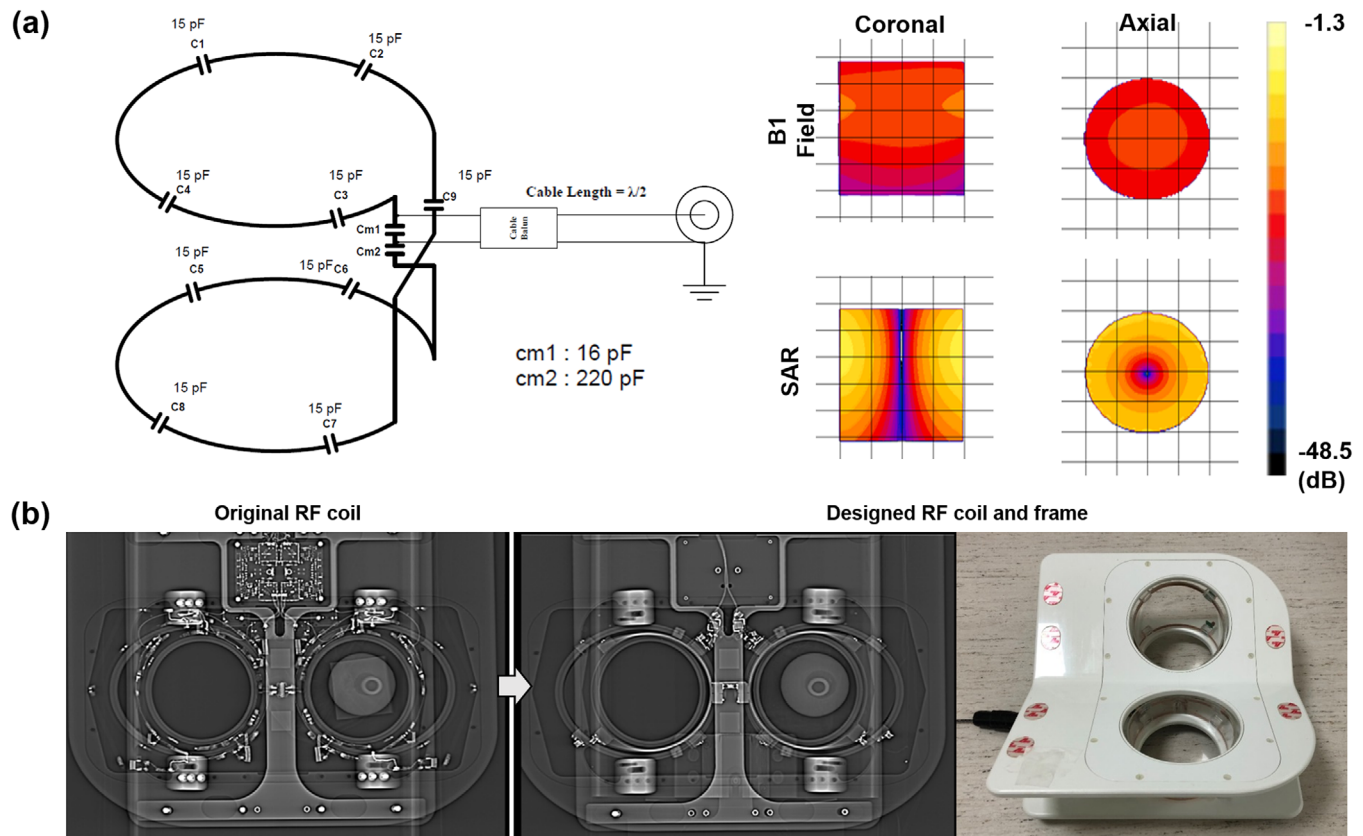 (a)
15 pF
C1
15 pF
C2
15 pF
C4
15 pF
C3
15 pF
C9
Cm1
Cm2
Cable Length = λ/2
Cable
Balun
15 pF
C5
15 pF C6
15 pF
C8
15 pF
C7
cm1 : 16 pF
cm2 : 220 pF
Coronal
Axial
B1
Field
SAR
-1.3
-48.5
(dB)
(b)
Original RF coil
Designed RF coil and frame